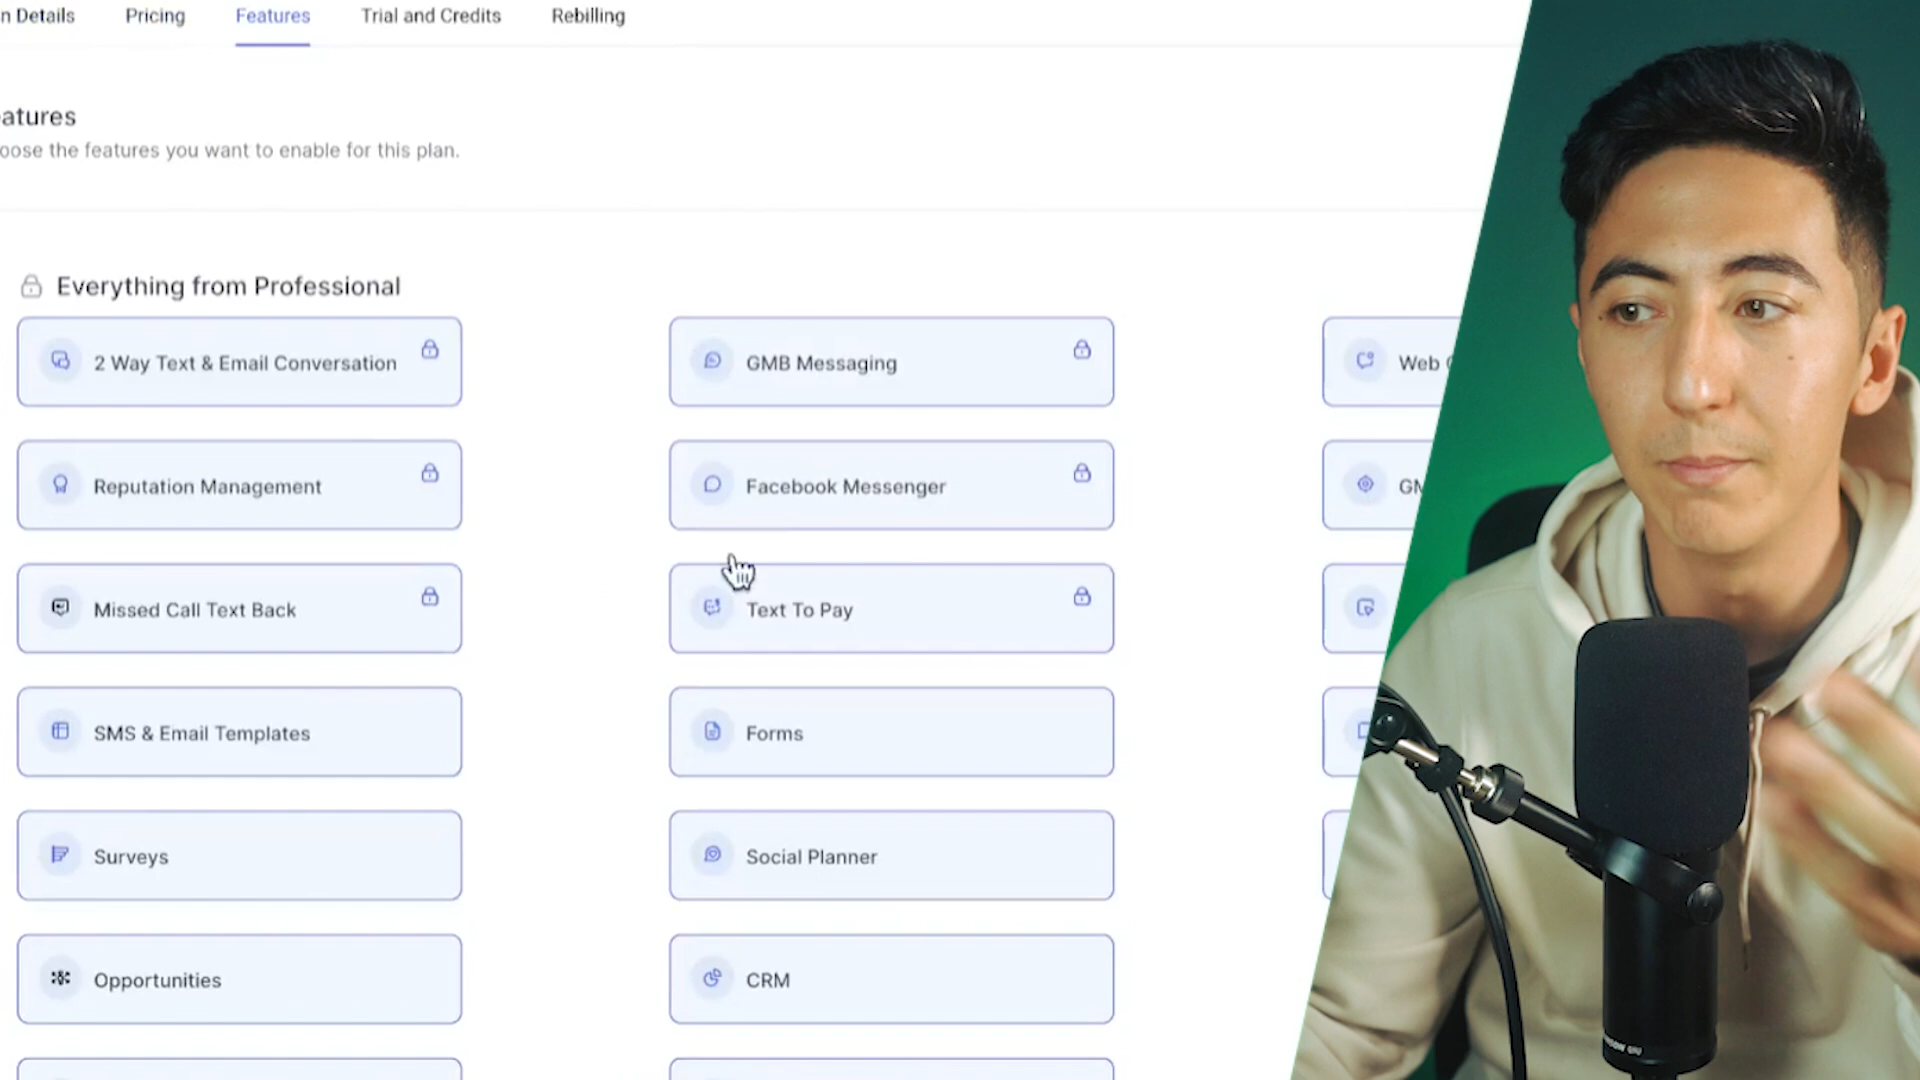 n Details Pricing Features Trial and Credits Rebilling
atures
oose the features you want to enable for this plan.
Everything from Professional
2 Way Text & Email Conversation GMB Messaging Web
Reputation Management Facebook Messenger GM
Missed Call Text Back Text To Pay
SMS & Email Templates Forms
Surveys Social Planner
Opportunities CRM